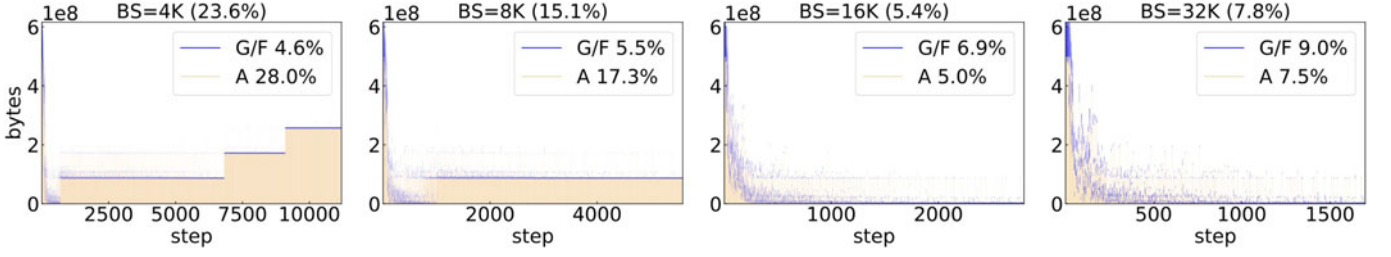 1e8 BS=4K (23.6%)
G/F 4.6%
A 28.0%
bytes
6
4
2
0
2500 5000 7500 10000
step
1e8 BS=8K (15.1%)
G/F 5.5%
A 17.3%
6
4
2
0
2000 4000
step
1e8 BS=16K (5.4%)
G/F 6.9%
A 5.0%
6
4
2
0
1000 2000
step
1e8 BS=32K (7.8%)
G/F 9.0%
A 7.5%
6
4
2
0
500 1000 1500
step